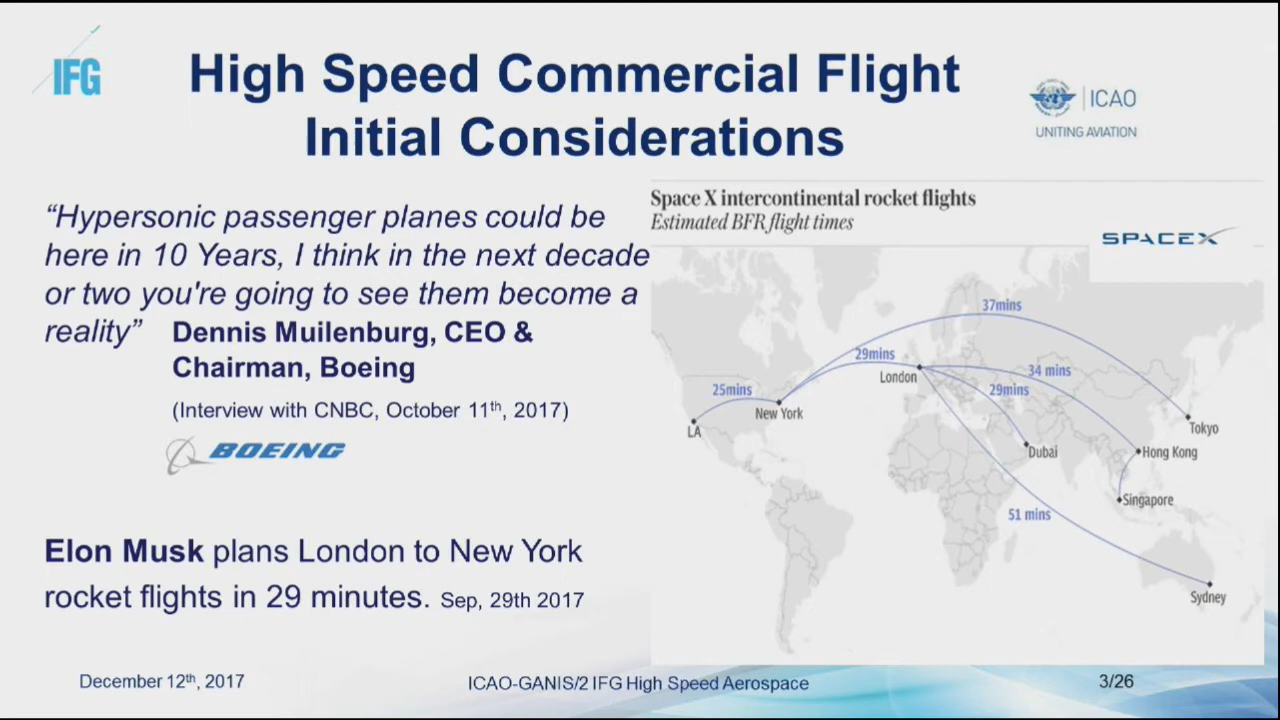 IFG
High Speed Commercial Flight
Initial Considerations
ICAO
UNITING AVIATION
“Hypersonic passenger planes could be
here in 10 Years, I think in the next decade
or two you're going to see them become a
reality” Dennis Muilenburg, CEO &
Chairman, Boeing
(Interview with CNBC, October 11th, 2017)
BOEING
Elon Musk plans London to New York
rocket flights in 29 minutes. Sep, 29th 2017
Space X intercontinental rocket flights
Estimated BFR flight times
SPACEX
37mins
29mins
London
34 mins
25mins
29mins
New York
LA
Tokyo
Dubai
Hong Kong
Singapore
51 mins
Sydney
December 12th, 2017
ICAO-GANIS/2 IFG High Speed Aerospace
3/26